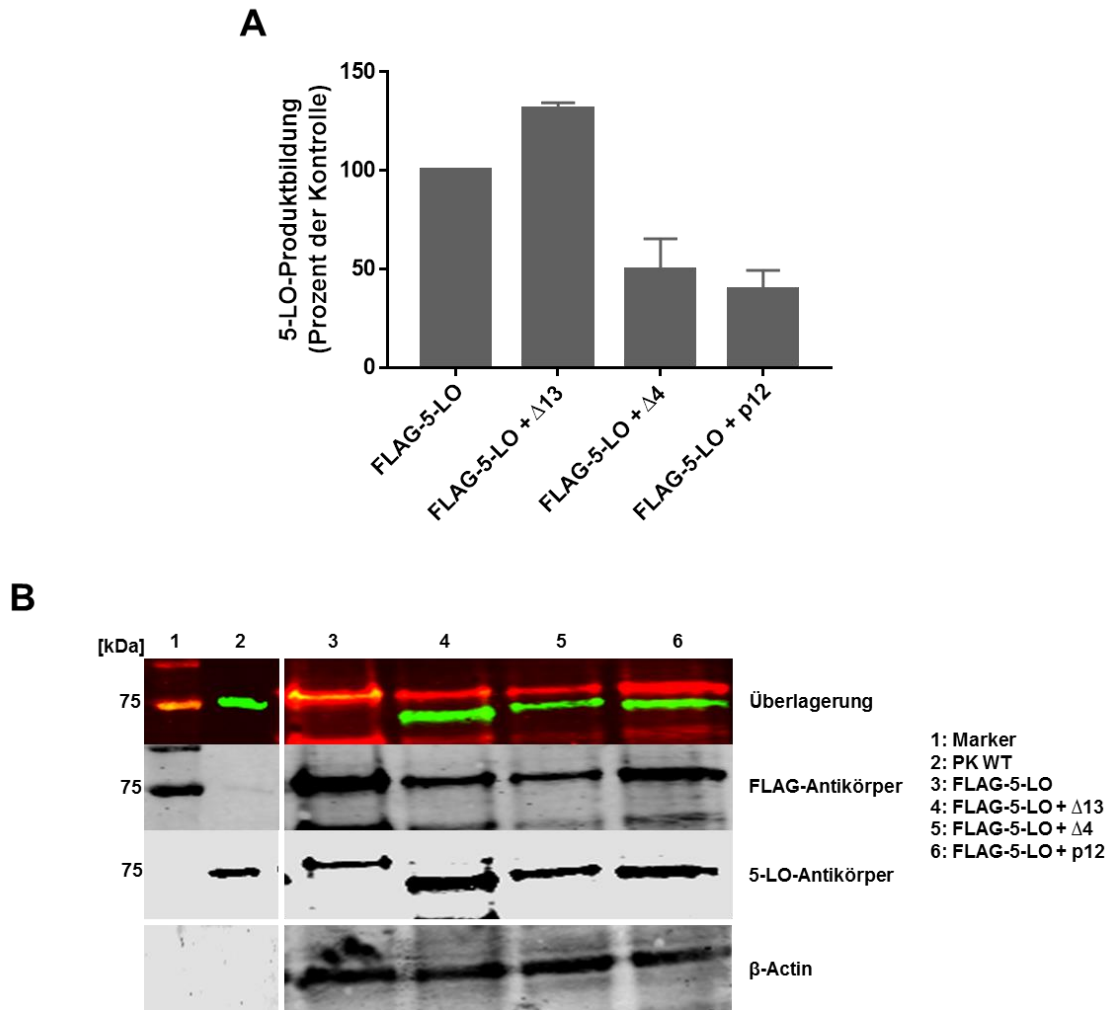 A
5-LO-Produktbildung
(Prozent der Kontrolle)
150
100
50
0
FLAG-5-LO
FLAG-5-LO + Δ13
FLAG-5-LO + Δ4
FLAG-5-LO + p12
B
[kDa] 1 2 3 4 5 6
75 Überlagerung
75 FLAG-Antikörper
75 5-LO-Antikörper
β-Actin
1: Marker
2: PK WT
3: FLAG-5-LO
4: FLAG-5-LO + Δ13
5: FLAG-5-LO + Δ4
6: FLAG-5-LO + p12